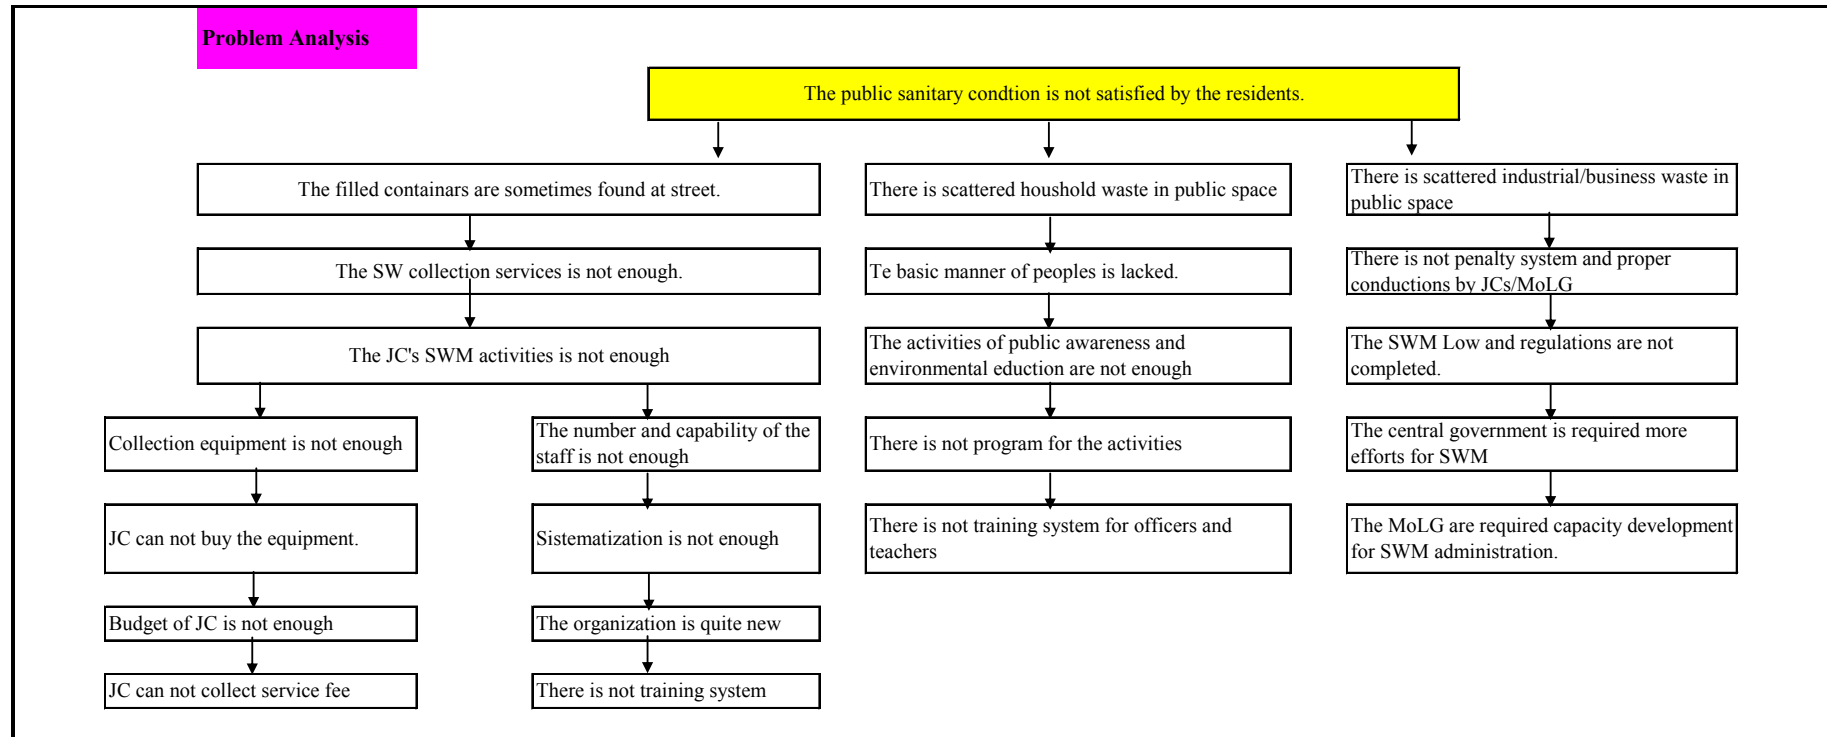 Problem Analysis
The public sanitary condtion is not satisfied by the residents.
The filled containars are sometimes found at street.
There is scattered houshold waste in public space
There is scattered industrial/business waste in
public space
The SW collection services is not enough.
Te basic manner of peoples is lacked.
There is not penalty system and proper
conductions by JCs/MoLG
The JC's SWM activities is not enough
The activities of public awareness and
environmental eduction are not enough
The SWM Low and regulations are not
completed.
Collection equipment is not enough
The number and capability of the
staff is not enough
There is not program for the activities
The central government is required more
efforts for SWM
JC can not buy the equipment.
Sistematization is not enough
There is not training system for officers and
teachers
The MoLG are required capacity development
for SWM administration.
Budget of JC is not enough
The organization is quite new
JC can not collect service fee
There is not training system